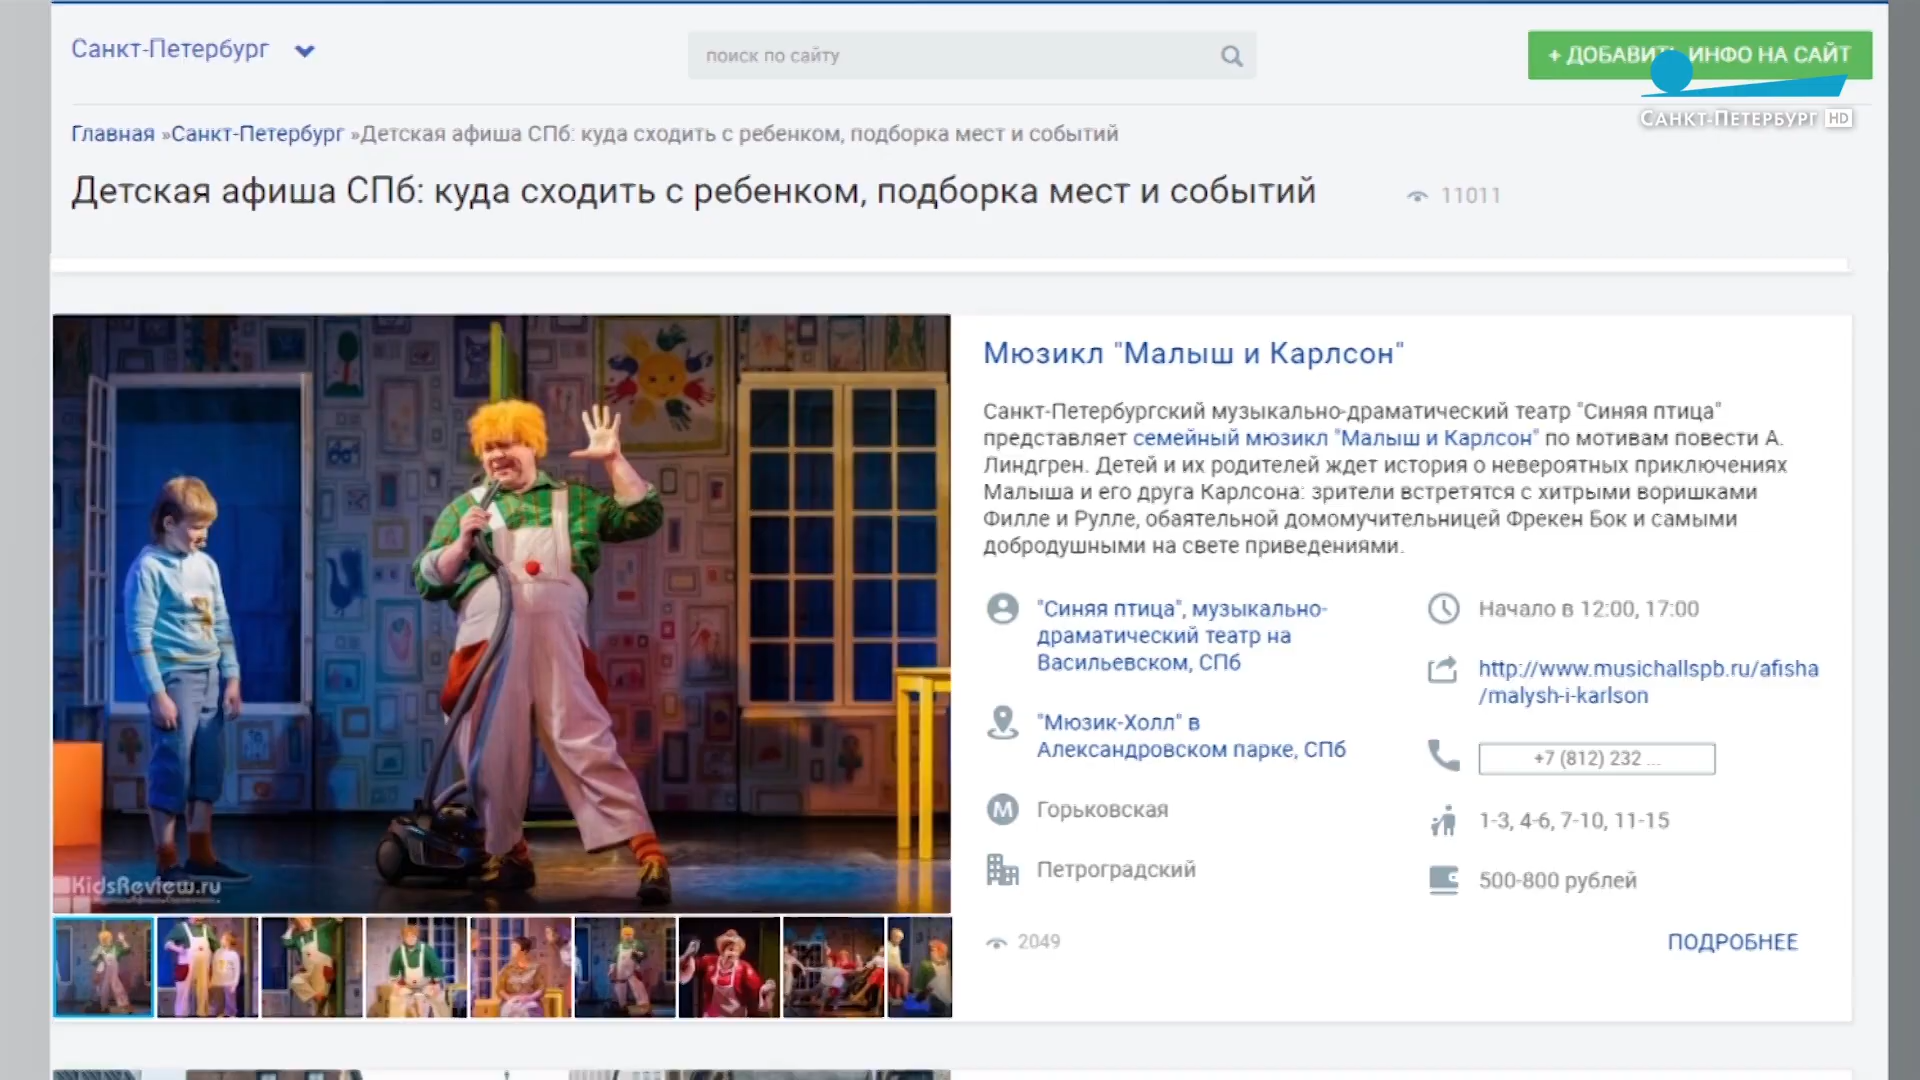 Санкт-Петербург
поиск по сайту
+ ДОБАВИТЬ ИНФО НА САЙТ
САНКТ-ПЕТЕРБУРГ HD
Главная »Санкт-Петербург »Детская афиша СПб: куда сходить с ребенком, подборка мест и событий
Детская афиша СПб: куда сходить с ребенком, подборка мест и событий
11011
Мюзикл "Малыш и Карлсон"
Санкт-Петербургский музыкально-драматический театр "Синяя птица"
представляет семейный мюзикл "Малыш и Карлсон" по мотивам повести А.
Линдгрен. Детей и их родителей ждет история о невероятных приключениях
Малыша и его друга Карлсона: зрители встретятся с хитрыми воришками
Филле и Рулле, обаятельной домомучительницей Фрекен Бок и самыми
добродушными на свете приведениями.
"Синяя птица", музыкально-
драматический театр на
Васильевском, СПб
"Мюзик-Холл" в
Александровском парке, СПб
М Горьковская
Петроградский
2049
Начало в 12:00, 17:00
http://www.musichallspb.ru/afisha
/malysh-i-karlson
+7 (812) 232 ...
1-3, 4-6, 7-10, 11-15
500-800 рублей
ПОДРОБНЕЕ
KidsReview.ru